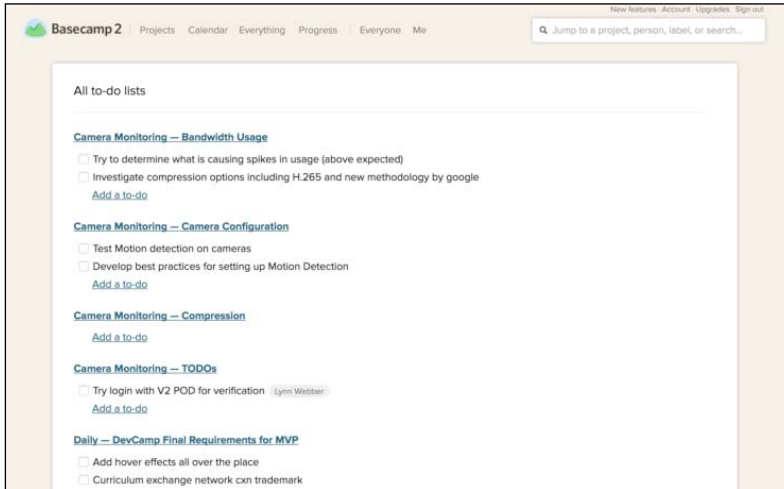 New features Account Upgrades Sign out
Basecamp 2 Projects Calendar Everything Progress Everyone Me
Jump to a project, person, label, or search...
All to-do lists
Camera Monitoring — Bandwidth Usage
Try to determine what is causing spikes in usage (above expected)
Investigate compression options including H.265 and new methodology by google
Add a to-do
Camera Monitoring — Camera Configuration
Test Motion detection on cameras
Develop best practices for setting up Motion Detection
Add a to-do
Camera Monitoring — Compression
Add a to-do
Camera Monitoring — TODOs
Try login with V2 POD for verification Lynn Webber
Add a to-do
Daily — DevCamp Final Requirements for MVP
Add hover effects all over the place
Curriculum exchange network cxn trademark